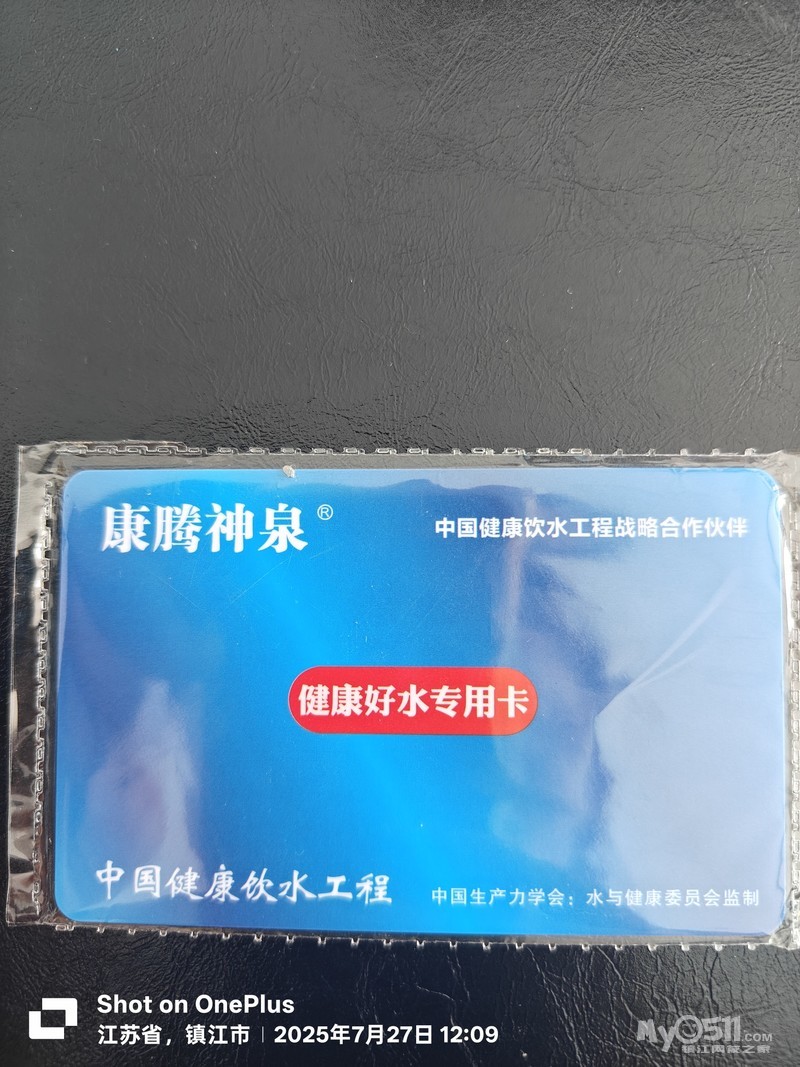 康腾神泉®
中国健康饮水工程战略合作伙伴
健康好水专用卡
中国健康饮水工程
中国生产力学会：水与健康委员会监制
Shot on OnePlus
江苏省，镇江市 | 2025年7月27日 12:09
My0511.COM
镇江网友之家